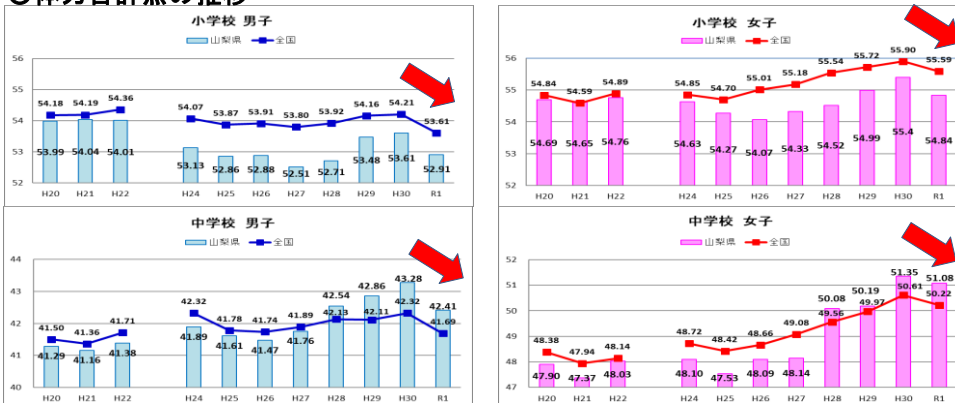 小学校 男子
山梨県 全国
56
55
54
53
52
54.18 54.19 54.36 54.07 53.87 53.91 53.80 53.92 54.16 54.21 53.61
53.99 54.04 54.01 53.13 52.86 52.88 52.51 52.71 53.48 53.61 52.91
H20 H21 H22 H24 H25 H26 H27 H28 H29 H30 R1
小学校 女子
山梨県 全国
56
55
54
53
52
54.84 54.59 54.89 54.85 54.70 55.01 55.18 55.54 55.72 55.90 55.59
54.69 54.65 54.76 54.63 54.27 54.07 54.33 54.52 54.99 55.4 54.84
H20 H21 H22 H24 H25 H26 H27 H28 H29 H30 R1
中学校 男子
山梨県 全国
44
43
42
41
40
41.50 41.36 41.71 42.32 41.78 41.74 41.89 42.13 42.11 42.32 41.69
41.29 41.16 41.38 41.89 41.61 41.47 41.76 42.54 42.86 43.28 42.41
H20 H21 H22 H24 H25 H26 H27 H28 H29 H30 R1
中学校 女子
山梨県 全国
52
51
50
49
48
47
48.38 47.94 48.14 48.72 48.42 48.66 49.08 49.56 49.97 50.61 50.22
47.90 47.37 48.03 48.10 47.53 48.09 48.14 50.08 50.19 51.35 51.08
H20 H21 H22 H24 H25 H26 H27 H28 H29 H30 R1